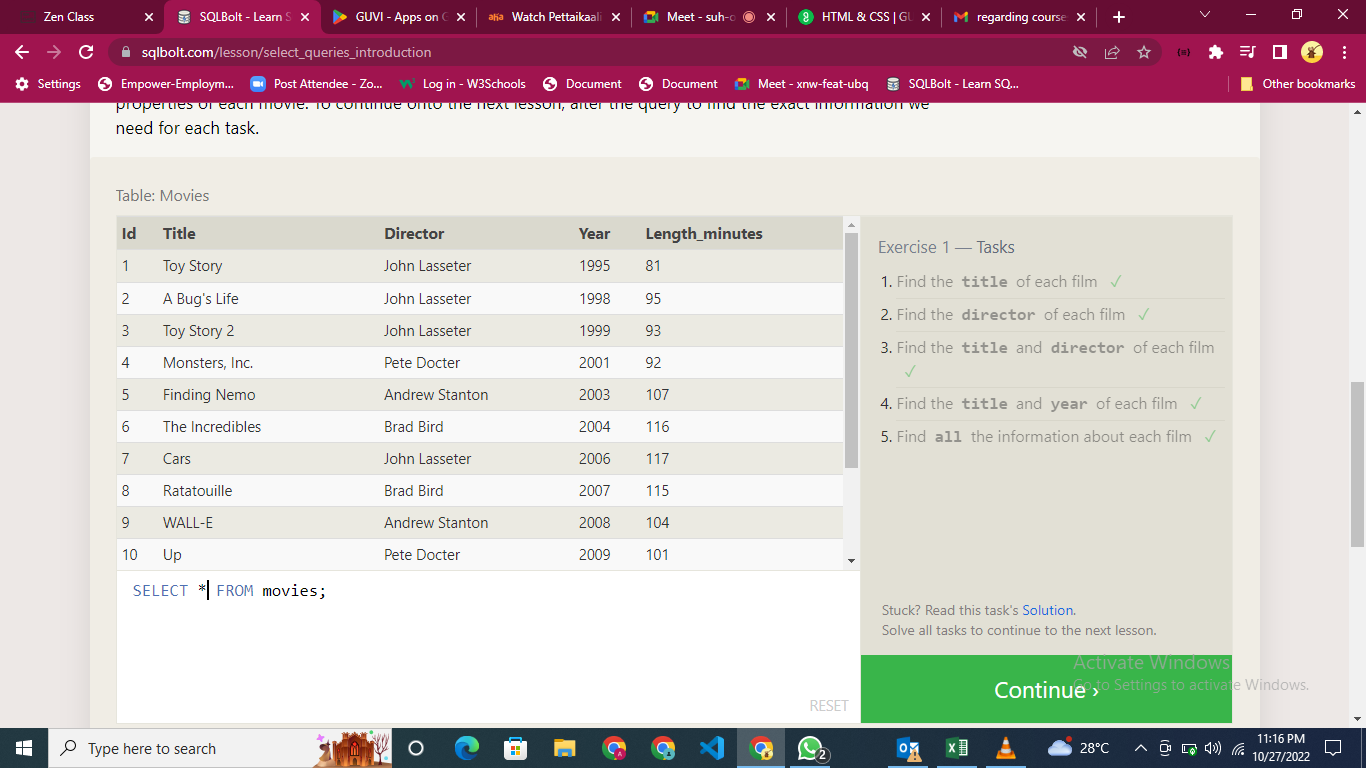 Zen Class
SQLBolt - Learn S
GUVI - Apps on G
aha Watch Pettaikaali
Meet - suh-o
HTML & CSS | GU
regarding course
sqlbolt.com/lesson/select_queries_introduction
Settings
Empower-Employm...
Post Attendee - Zo...
Log in - W3Schools
Document
Document
Meet - xnw-feat-ubq
SQLBolt - Learn SQ...
Other bookmarks
properties of each movie. To continue onto the next lesson, alter the query to find the exact information we
need for each task.
Table: Movies
Id Title Director Year Length_minutes
1 Toy Story John Lasseter 1995 81
2 A Bug's Life John Lasseter 1998 95
3 Toy Story 2 John Lasseter 1999 93
4 Monsters, Inc. Pete Docter 2001 92
5 Finding Nemo Andrew Stanton 2003 107
6 The Incredibles Brad Bird 2004 116
7 Cars John Lasseter 2006 117
8 Ratatouille Brad Bird 2007 115
9 WALL-E Andrew Stanton 2008 104
10 Up Pete Docter 2009 101
SELECT * FROM movies;
RESET
Exercise 1 — Tasks
1. Find the title of each film ✓
2. Find the director of each film ✓
3. Find the title and director of each film
✓
4. Find the title and year of each film ✓
5. Find all the information about each film ✓
Stuck? Read this task's Solution.
Solve all tasks to continue to the next lesson.
Continue ›
Activate Windows
Go to Settings to activate Windows.
Type here to search
2
28°C
11:16 PM
10/27/2022